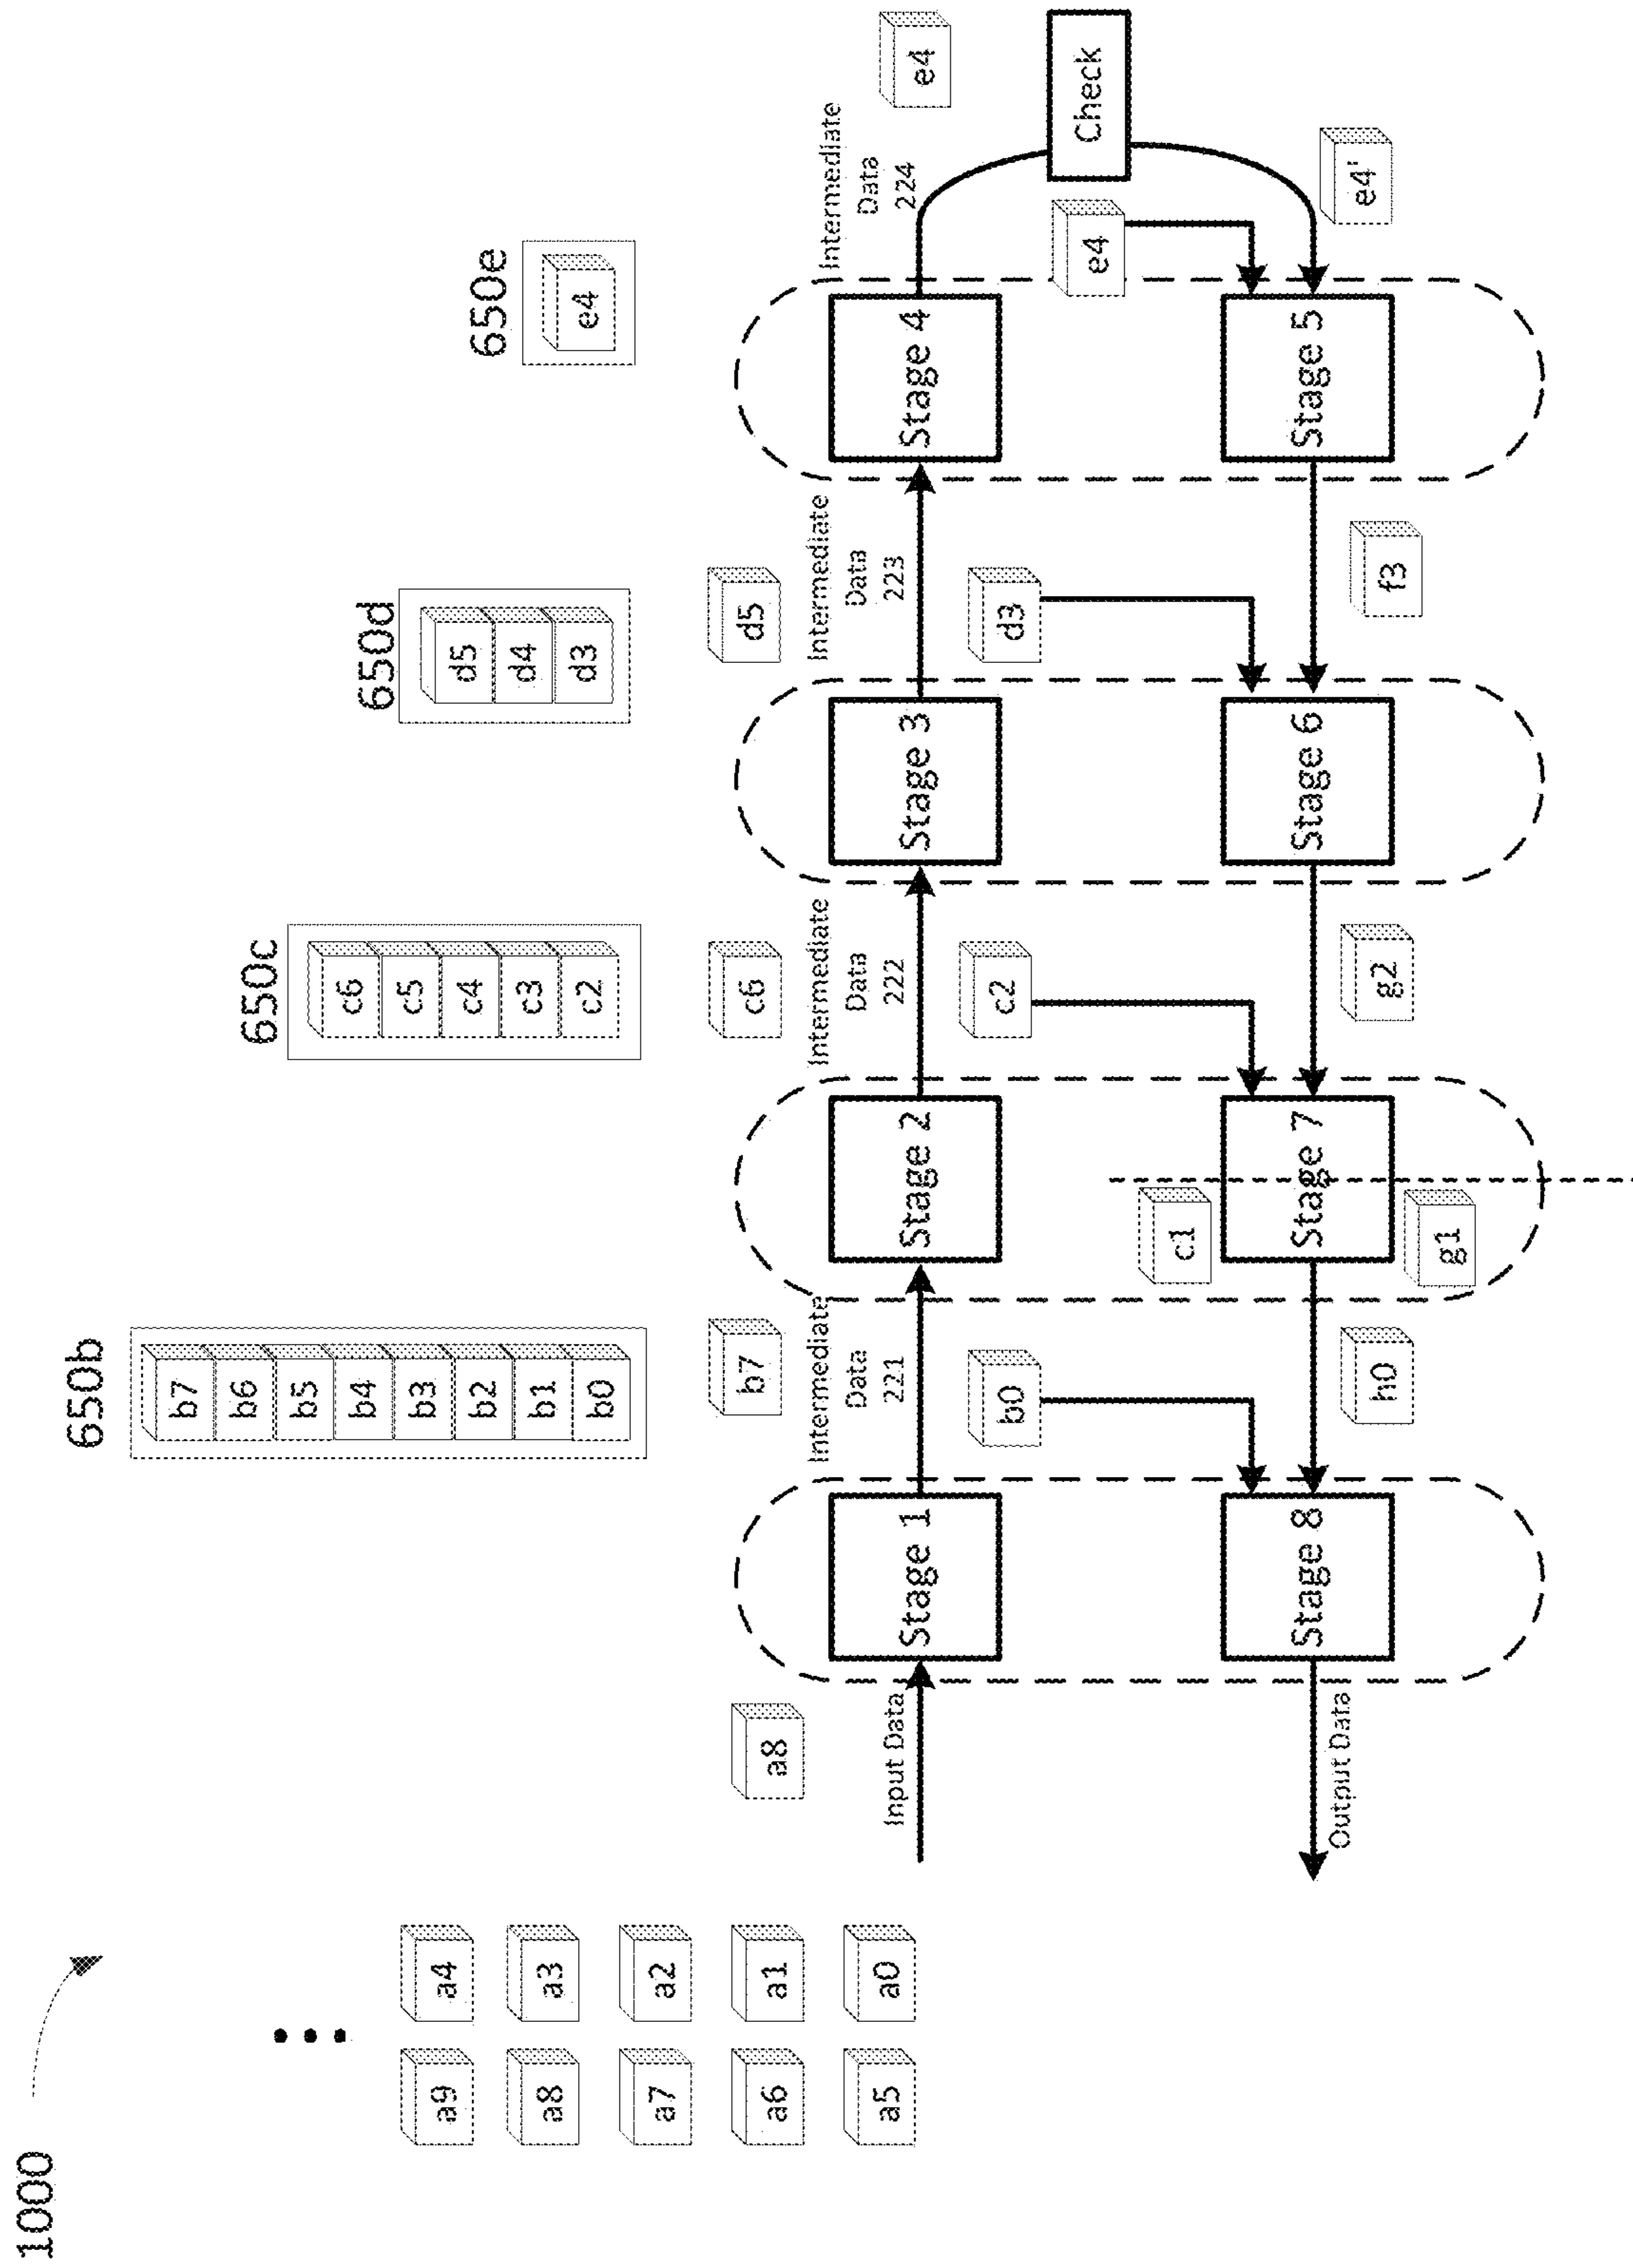 1000
650b
650c
650d
650e
b7
b6
b5
b4
b3
b2
b1
b0
c6
c5
c4
c3
c2
d5
d4
d3
e4
a9
a4
a8
a3
a7
a2
a6
a1
a5
a0
a8
b7
c6
d5
e4
Input Data
Intermediate
Data
221
Intermediate
Data
222
Intermediate
Data
223
Intermediate
Data
224
Stage 1
Stage 2
Stage 3
Stage 4
b0
c2
d3
e4
Check
c1
Stage 8
Stage 7
Stage 6
Stage 5
Output Data
h0
g1
g2
f3
e4'